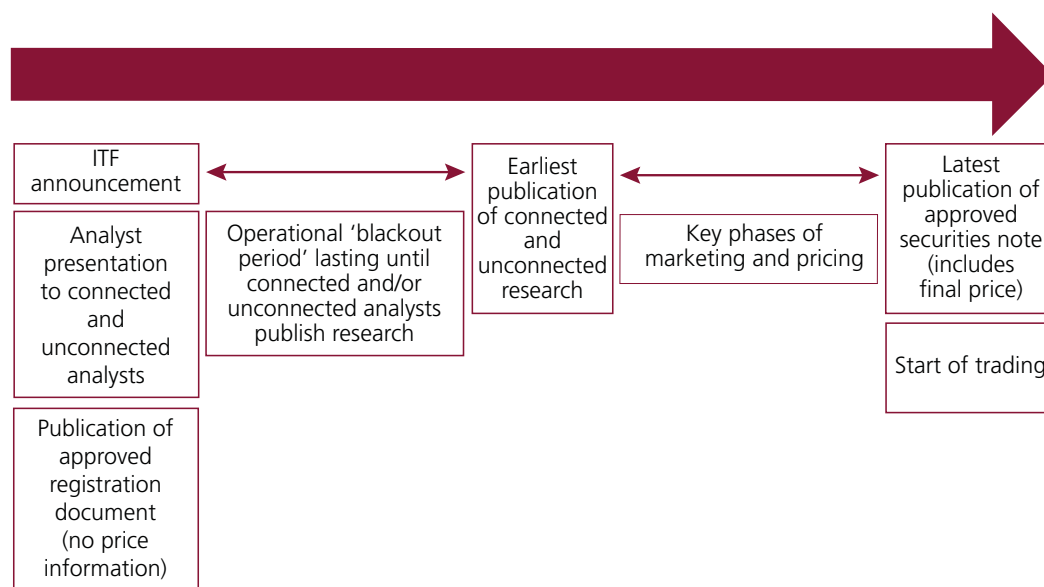 ITF
announcement
Analyst
presentation
to connected
and
unconnected
analysts
Publication of
approved
registration
document
(no price
information)
Operational ‘blackout
period’ lasting until
connected and/or
unconnected analysts
publish research
Earliest
publication
of connected
and
unconnected
research
Key phases of
marketing and pricing
Latest
publication of
approved
securities note
(includes
final price)
Start of trading